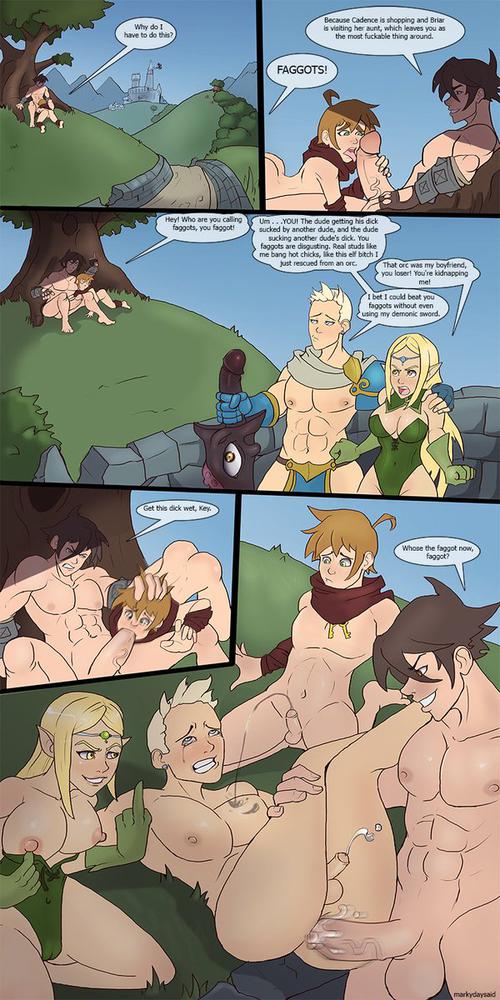 Why do I
have to do this?
Because Cadence is shopping and Briar
is visiting her aunt, which leaves you as
the most fuckable thing around.
FAGGOTS!
Hey! Who are you calling
faggots, you faggot!
Um . . .YOU! The dude getting his dick
sucked by another dude, and the dude
sucking another dude's dick. You
faggots are disgusting. Real studs like
me bang hot chicks, like this elf bitch I
just rescued from an orc.
That orc was my boyfriend,
you loser! You're kidnapping
me!
I bet I could beat you
faggots without even
using my demonic sword.
Get this dick wet, Key.
Whose the faggot now,
faggot?
markydaysaid